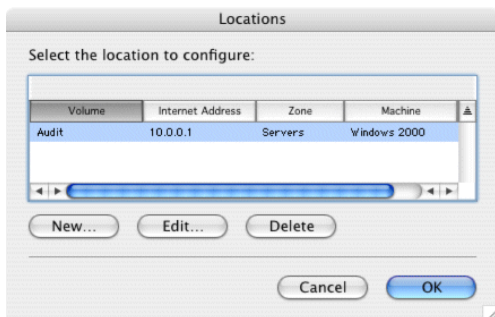 Locations
Select the location to configure:
Volume Internet Address Zone Machine
Audit 10.0.0.1 Servers Windows 2000
New... Edit... Delete
Cancel OK